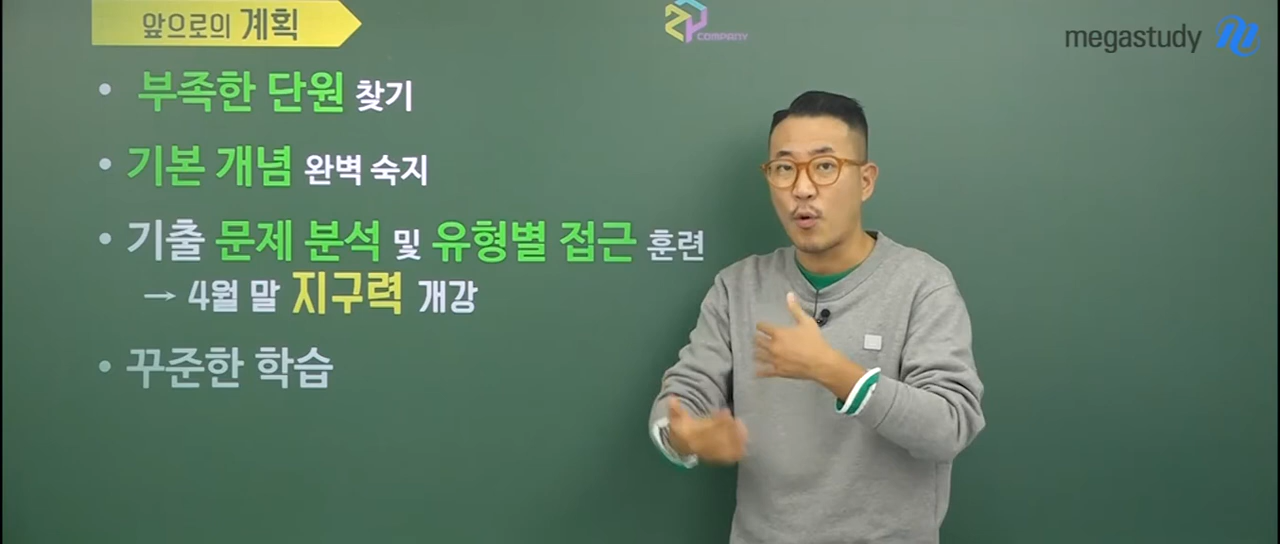 앞으로의 계획
ZY COMPANY
megastudy
• 부족한 단원 찾기
• 기본 개념 완벽 숙지
• 기출 문제 분석 및 유형별 접근 훈련
→ 4월 말 지구력 개강
• 꾸준한 학습